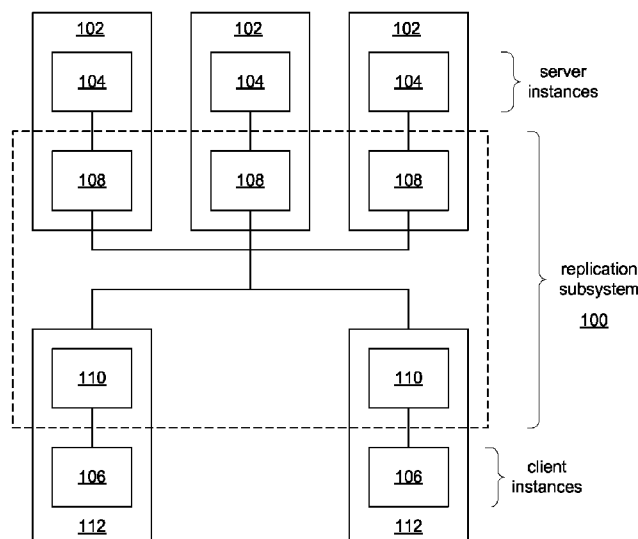 102 102 102
104 104 104
server
instances
108 108 108
replication
subsystem
100
110 110
106 106
client
instances
112 112